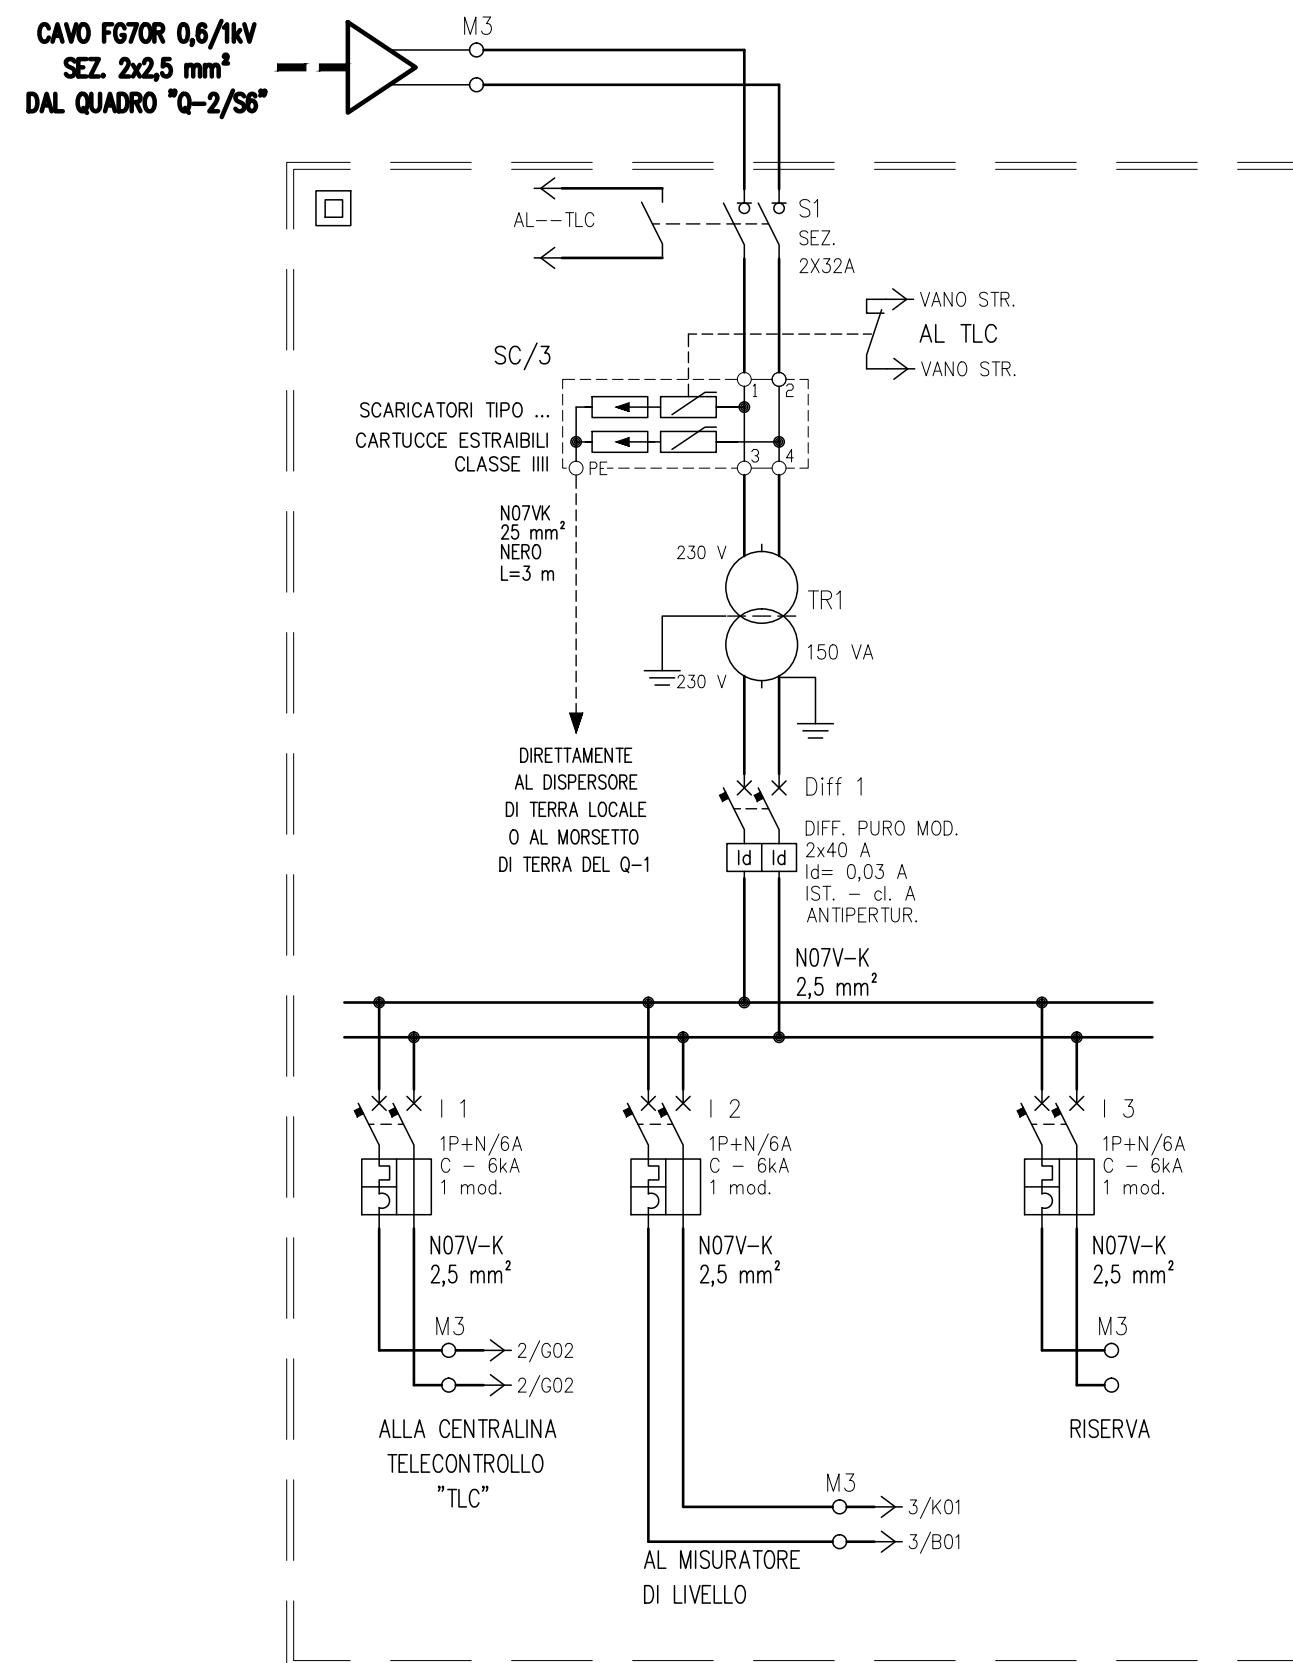 CAVO FG7OR 0,6/1kV
SEZ. 2x2,5 mm²
DAL QUADRO "Q-2/S6"
M3
AL--TLC
S1
SEZ.
2X32A
VANO STR.
AL TLC
VANO STR.
SC/3
1
2
SCARICATORI TIPO ...
CARTUCCE ESTRAIBILI
CLASSE IIII
PE
3
4
N07VK
25 mm²
NERO
L=3 m
230 V
TR1
150 VA
230 V
DIRETTAMENTE
AL DISPERSORE
DI TERRA LOCALE
O AL MORSETTO
DI TERRA DEL Q-1
Diff 1
DIFF. PURO MOD.
2x40 A
Id= 0,03 A
IST. - cl. A
ANTIPERTUR.
Id
Id
N07V-K
2,5 mm²
I 1
1P+N/6A
C - 6kA
1 mod.
I 2
1P+N/6A
C - 6kA
1 mod.
I 3
1P+N/6A
C - 6kA
1 mod.
N07V-K
2,5 mm²
N07V-K
2,5 mm²
N07V-K
2,5 mm²
M3
2/G02
2/G02
M3
ALLA CENTRALINA
TELECONTROLLO
"TLC"
RISERVA
M3
3/K01
3/B01
AL MISURATORE
DI LIVELLO